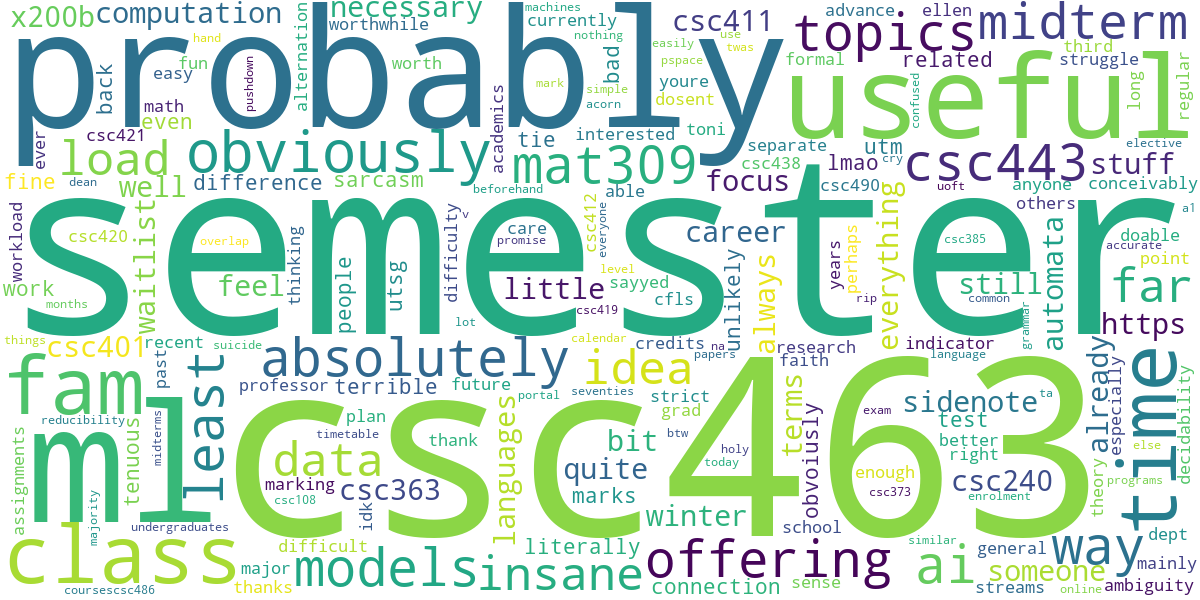 x200b
computation
necessary
machines
currently
csc411
advance
ellen
midterm
topics
worthwhile
nothing
hand
probably
useful
fun
easy
back
pushdown
alternation
worth
easily
use
twas
third
struggle
formal
related
pspace
mark
simple
acorn
bad
youre
dosent
confused
long
regular
math
even
csc421
ever
load
obviously
academics
tie
interested
toni
mat309
separate
utm
lmao
cry
csc443
elective
stuff
csc438
fine
dean
well
difference
sarcasm
beforehand
able
focus
csc490
uoft
anyone
conceivably
others
a1
workload
waitlist
csc420
overlap
thinking
people
utsg
difficulty
v
care
promise
csc412
everyone
semester
career
csc385
everything
doable
accurate
point
automata
work
months
feel
little
level
sayyed
cfls
csc419
unlikely
always
years
perhaps
rip
common
still
far
grammar
https
things
csc401
recent
suicide
lot
absolutely
idea
calendar
credits
na
papers
research
faith
indicator
language
already
especially
mainly
time
fam
least
past
professor
terrible
future
portal
seventies
strict
grad
terms
obvoiusly
sidenote
ta
test
better
right
theory
decidability
else
programs
reducibility
ml
midterms
tenuous
assignments
majority
undergraduates
plan
timetable
thank
csc463
data
marking
csc108
csc363
idk
languages
bit
quite
marks
btw
holy
today
exam
enough
csc373
csc240
enrolment
winter
school
class
difficult
literally
similar
general
way
dept
major
models
insane
offering
ai
someone
streams
online
ambiguity
coursescsc486
thanks
connection
sense